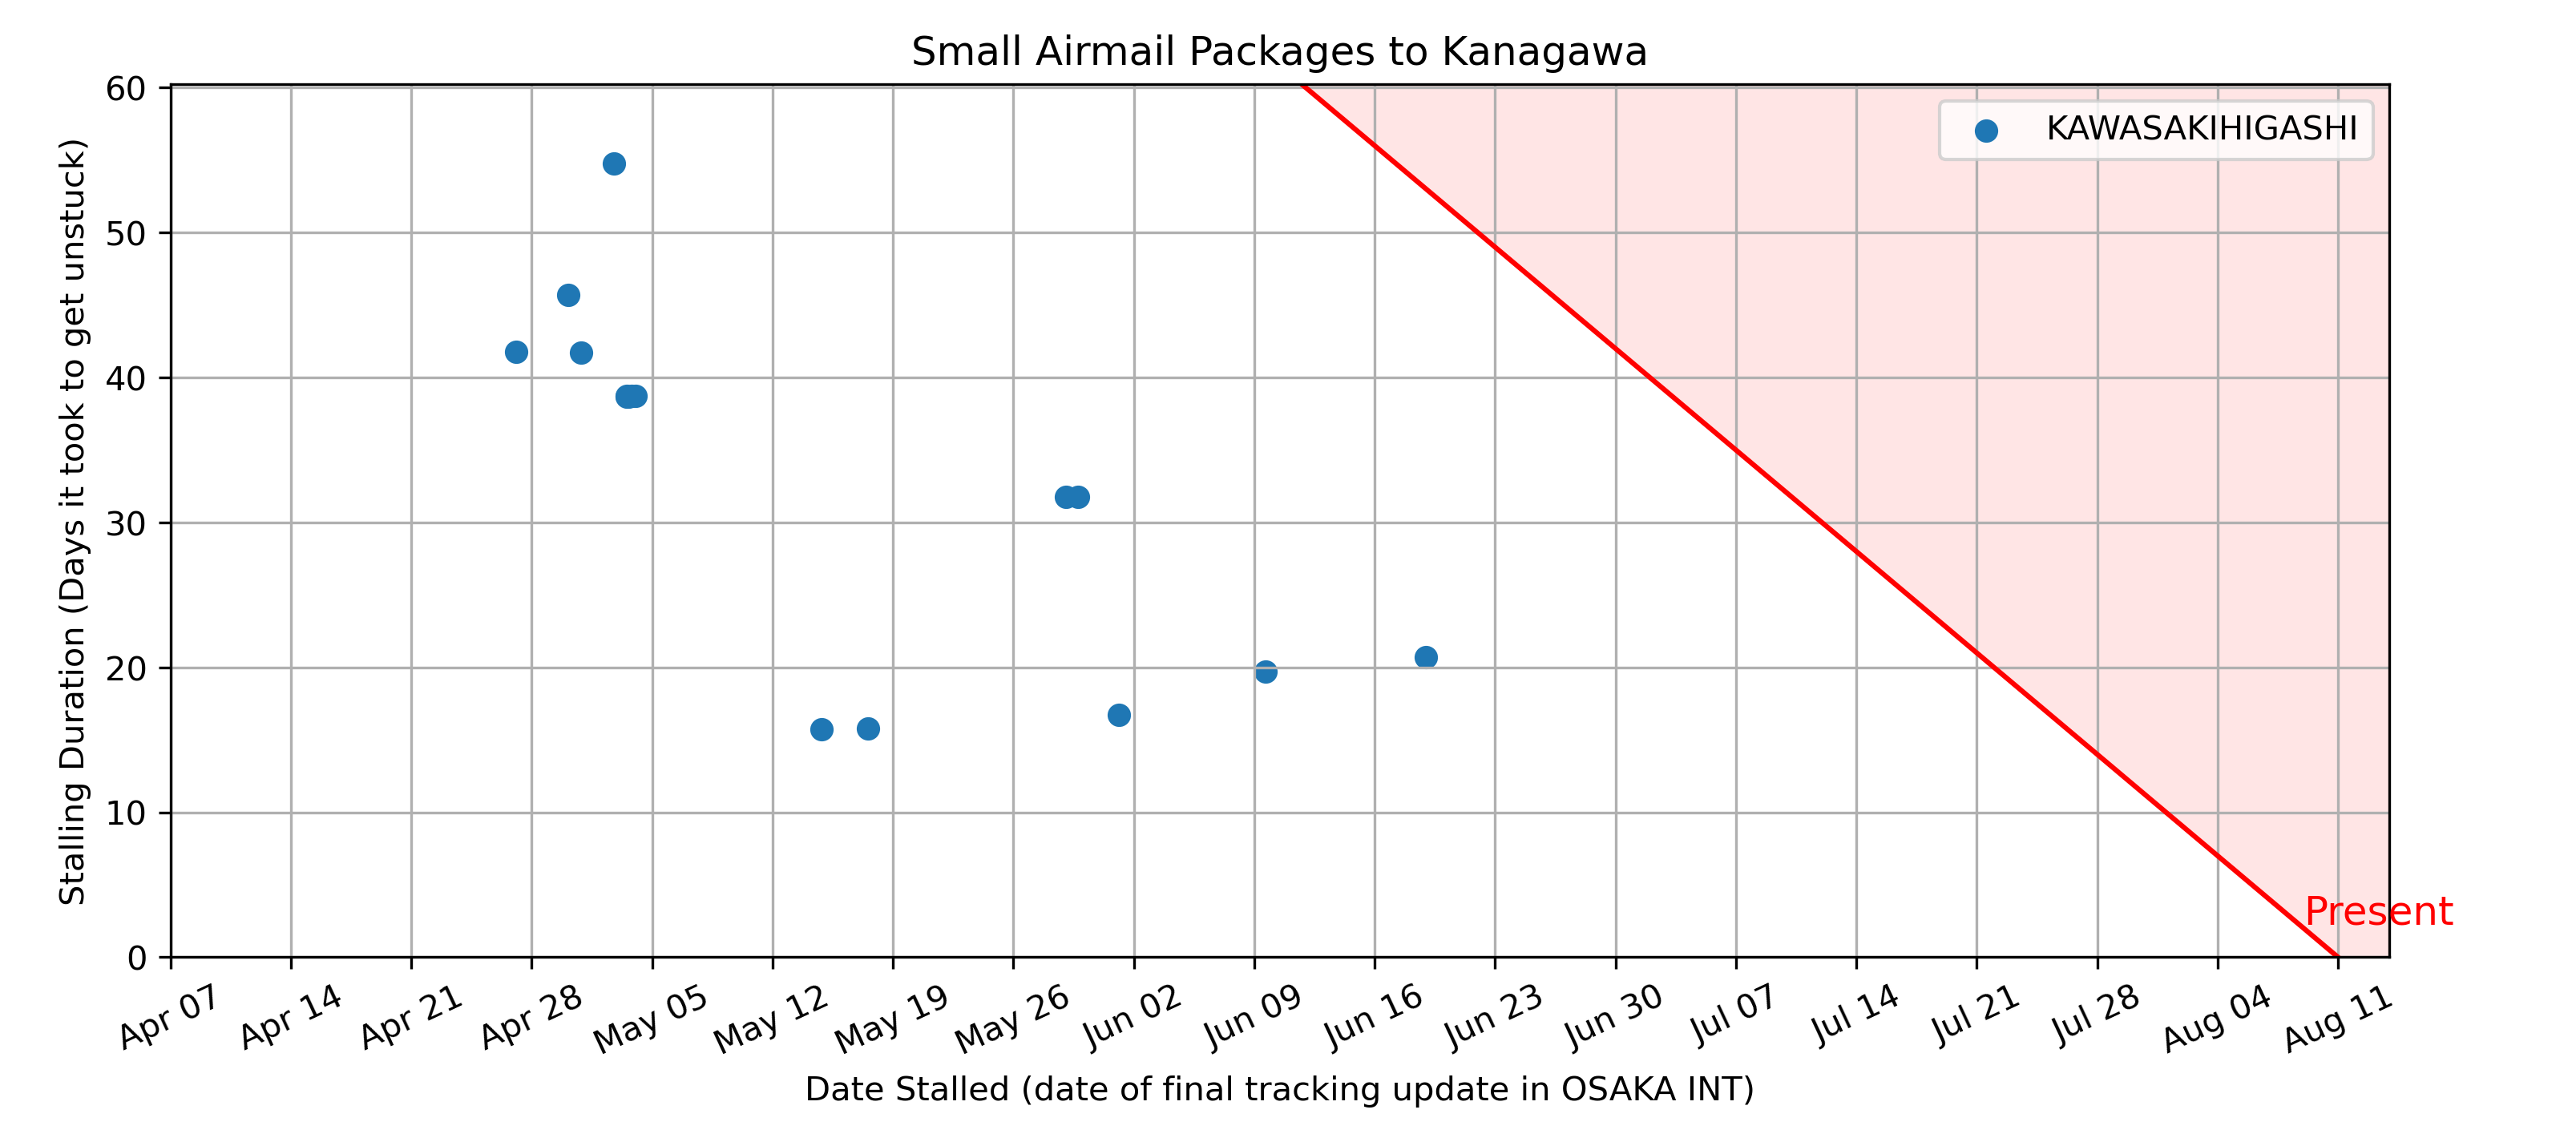 Small Airmail Packages to Kanagawa
KAWASAKIHIGASHI
Stalling Duration (Days it took to get unstuck)
60
50
40
30
20
10
0
Present
Apr 07
Apr 14
Apr 21
Apr 28
May 05
May 12
May 19
May 26
Jun 02
Jun 09
Jun 16
Jun 23
Jun 30
Jul 07
Jul 14
Jul 21
Jul 28
Aug 04
Aug 11
Date Stalled (date of final tracking update in OSAKA INT)